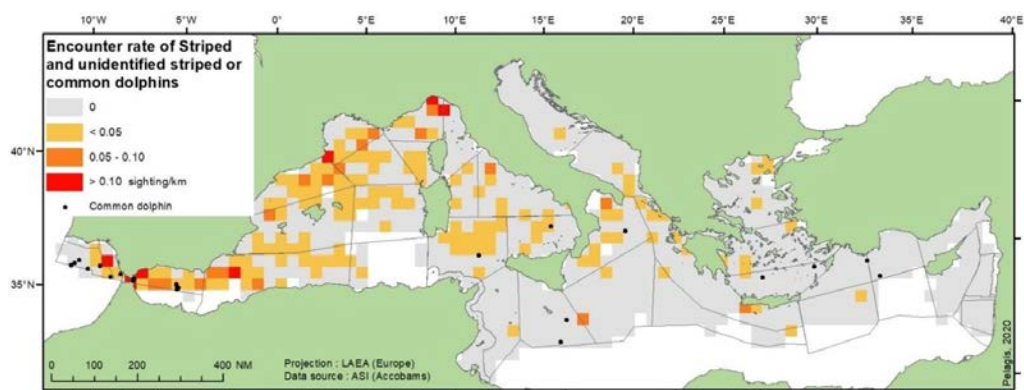 10°W 5°W 0° 5°E 10°E 15°E 20°E 25°E 30°E 35°E 40°E
Encounter rate of Striped
and unidentified striped or
common dolphins
0
< 0.05
0.05 - 0.10
> 0.10 sighting/km
Common dolphin
40°N
35°N
0 100 200 400 NM
Projection : LAEA (Europe)
Data source : ASI (Accobams)
Pelagis, 2020